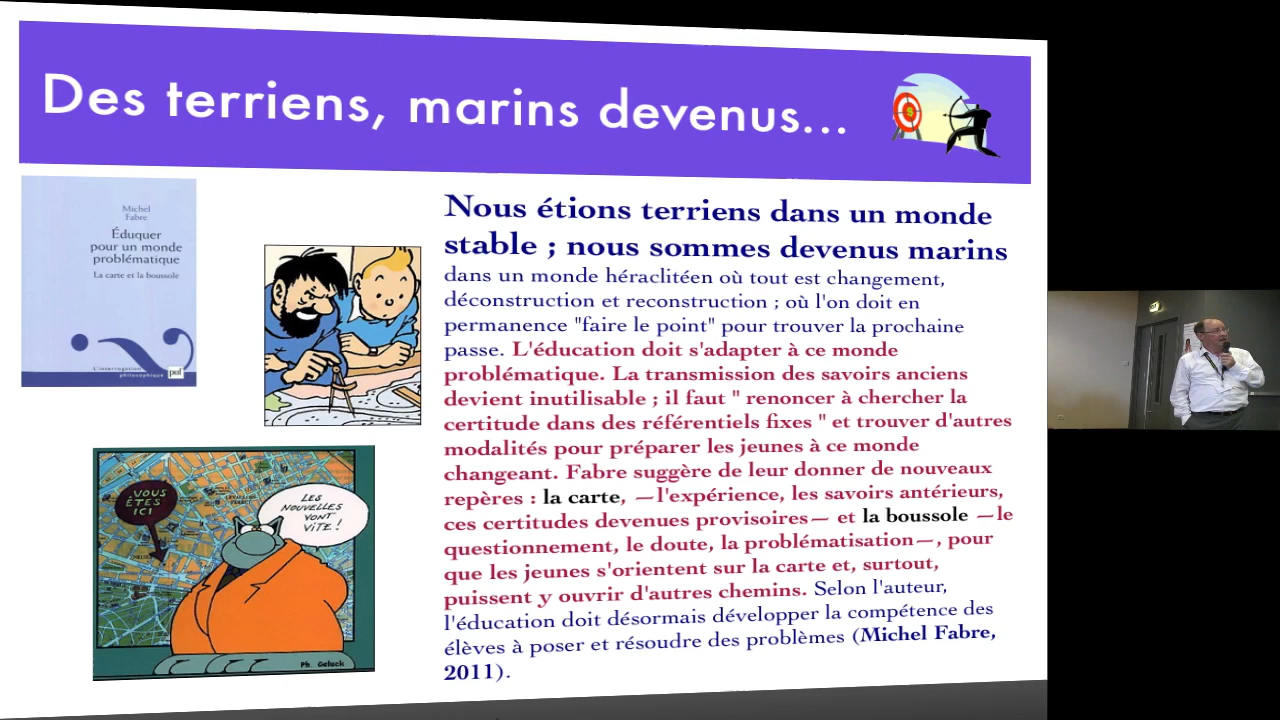 Des terriens, marins devenus...
Michel
Fabre
Éduquer
pour un monde
problématique
La carte et la boussole
L'interrogation
philosophique
puf
VOUS
ÊTES
ICI
LES
NOUVELLES
VONT
VITE !
Ph. Geluck
Nous étions terriens dans un monde
stable ; nous sommes devenus marins
dans un monde héraclitéen où tout est changement,
déconstruction et reconstruction ; où l'on doit en
permanence "faire le point" pour trouver la prochaine
passe. L'éducation doit s'adapter à ce monde
problématique. La transmission des savoirs anciens
devient inutilisable ; il faut " renoncer à chercher la
certitude dans des référentiels fixes " et trouver d'autres
modalités pour préparer les jeunes à ce monde
changeant. Fabre suggère de leur donner de nouveaux
repères : la carte, —l'expérience, les savoirs antérieurs,
ces certitudes devenues provisoires— et la boussole —le
questionnement, le doute, la problématisation—, pour
que les jeunes s'orientent sur la carte et, surtout,
puissent y ouvrir d'autres chemins. Selon l'auteur,
l'éducation doit désormais développer la compétence des
élèves à poser et résoudre des problèmes (Michel Fabre,
2011).